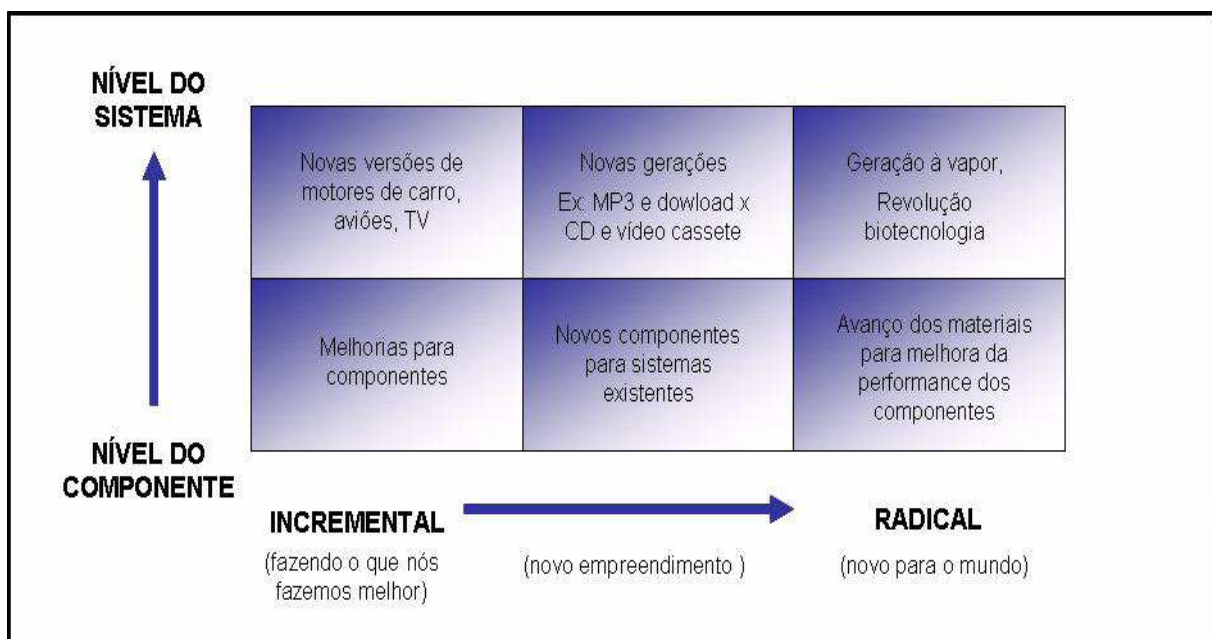 NÍVEL DO
SISTEMA
Novas versões de
motores de carro,
aviões, TV
Novas gerações
Ex: MP3 e dowload x
CD e vídeo cassete
Geração à vapor,
Revolução
biotecnologia
Melhorias para
componentes
Novos componentes
para sistemas
existentes
Avanço dos materiais
para melhora da
performance dos
componentes
NÍVEL DO
COMPONENTE
INCREMENTAL
(fazendo o que nós
fazemos melhor)
(novo empreendimento )
RADICAL
(novo para o mundo)